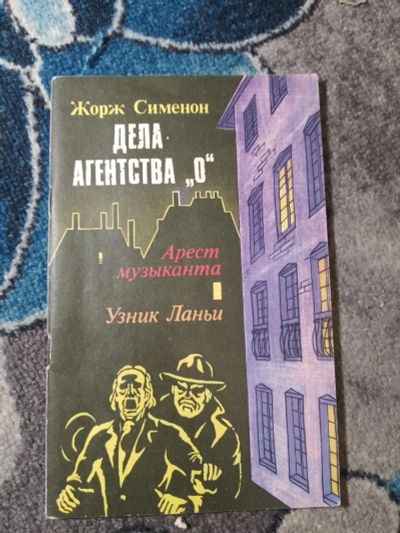 Жорж Сименон
ДЕЛА
АГЕНТСТВА „О“
Арест
музыканта
Узник Ланьи